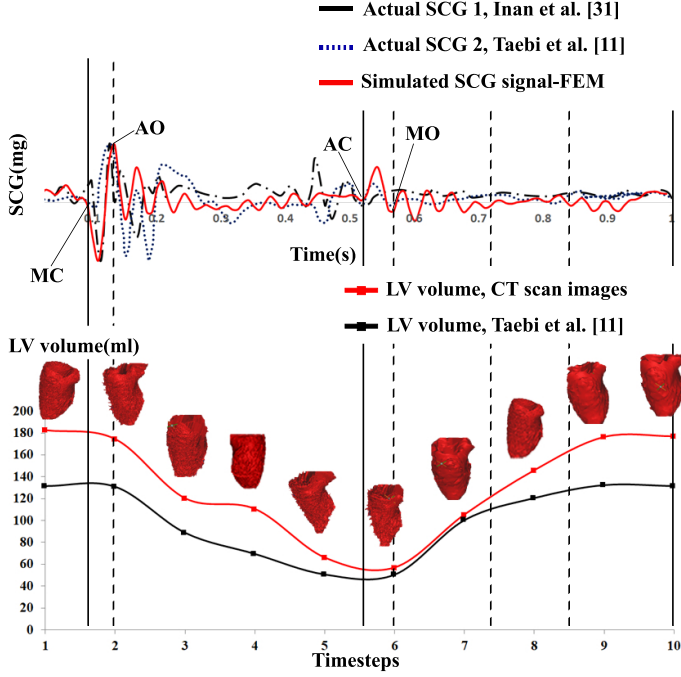 Actual SCG 1, Inan et al. [31]
Actual SCG 2, Taebi et al. [11]
Simulated SCG signal-FEM
SCG(mg)
AO
AC
MO
MC
0.1 0.2 0.3 0.4 0.5 0.6 0.7 0.8 0.9 1
Time(s)
LV volume, CT scan images
LV volume, Taebi et al. [11]
LV volume(ml)
200
180
160
140
120
100
80
60
40
20
0
1 2 3 4 5 6 7 8 9 10
Timesteps